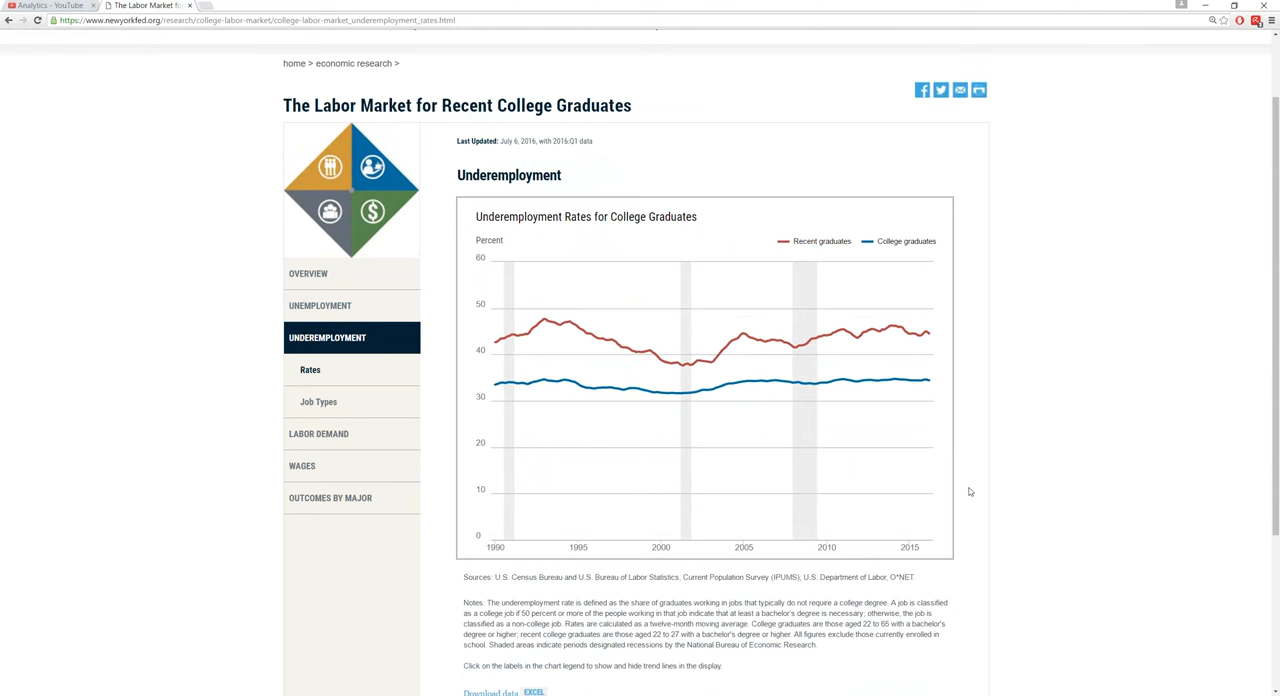 Analytics - YouTube
The Labor Market fo
https://www.newyorkfed.org/research/college-labor-market/college-labor-market_underemployment_rates.html
home > economic research >
The Labor Market for Recent College Graduates
Last Updated: July 6, 2016, with 2016:Q1 data
Underemployment
Underemployment Rates for College Graduates
Percent
Recent graduates
College graduates
60
50
40
30
20
10
0
1990
1995
2000
2005
2010
2015
OVERVIEW
UNEMPLOYMENT
UNDEREMPLOYMENT
Rates
Job Types
LABOR DEMAND
WAGES
OUTCOMES BY MAJOR
Sources: U.S. Census Bureau and U.S. Bureau of Labor Statistics, Current Population Survey (IPUMS); U.S. Department of Labor, O*NET.
Notes: The underemployment rate is defined as the share of graduates working in jobs that typically do not require a college degree. A job is classified
as a college job if 50 percent or more of the people working in that job indicate that at least a bachelor's degree is necessary; otherwise, the job is
classified as a non-college job. Rates are calculated as a twelve-month moving average. College graduates are those aged 22 to 65 with a bachelor's
degree or higher; recent college graduates are those aged 22 to 27 with a bachelor's degree or higher. All figures exclude those currently enrolled in
school. Shaded areas indicate periods designated recessions by the National Bureau of Economic Research.
Click on the labels in the chart legend to show and hide trend lines in the display.
Download data EXCEL